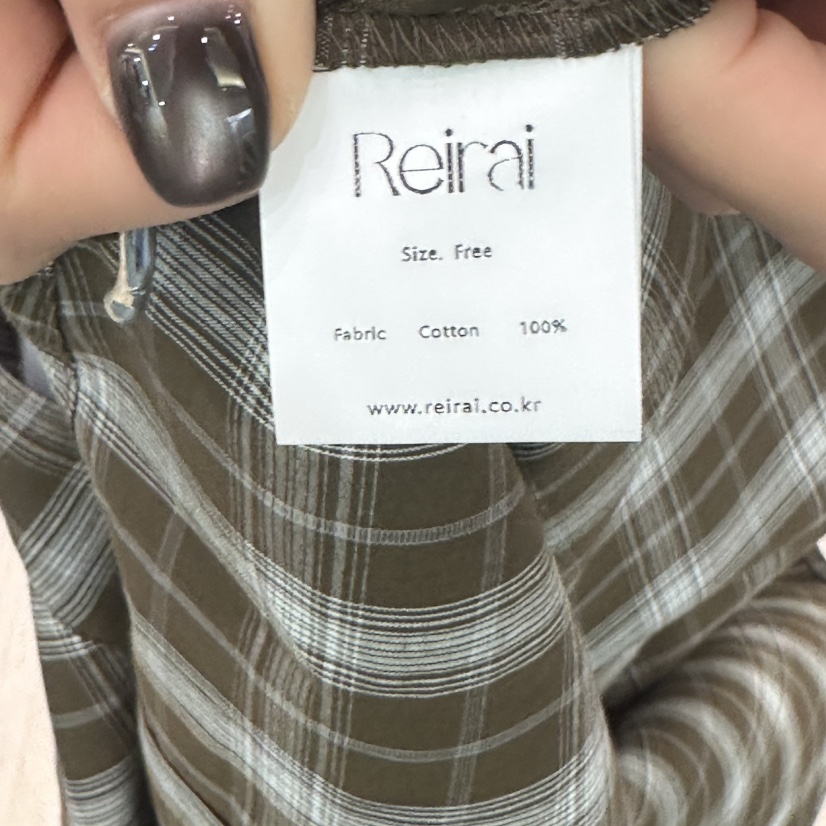 Reirai
Size. Free
Fabric Cotton 100%
www.reirai.co.kr